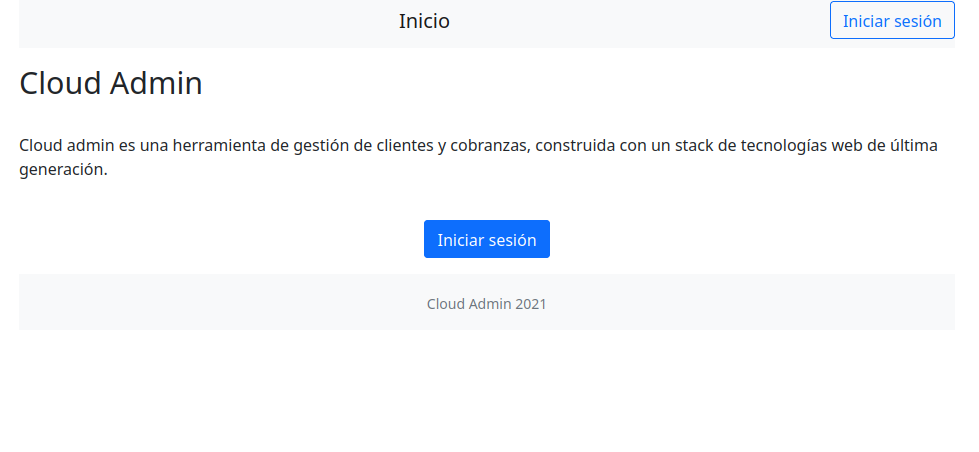 Inicio
Iniciar sesión
Cloud Admin
Cloud admin es una herramienta de gestión de clientes y cobranzas, construida con un stack de tecnologías web de última
generación.
Iniciar sesión
Cloud Admin 2021